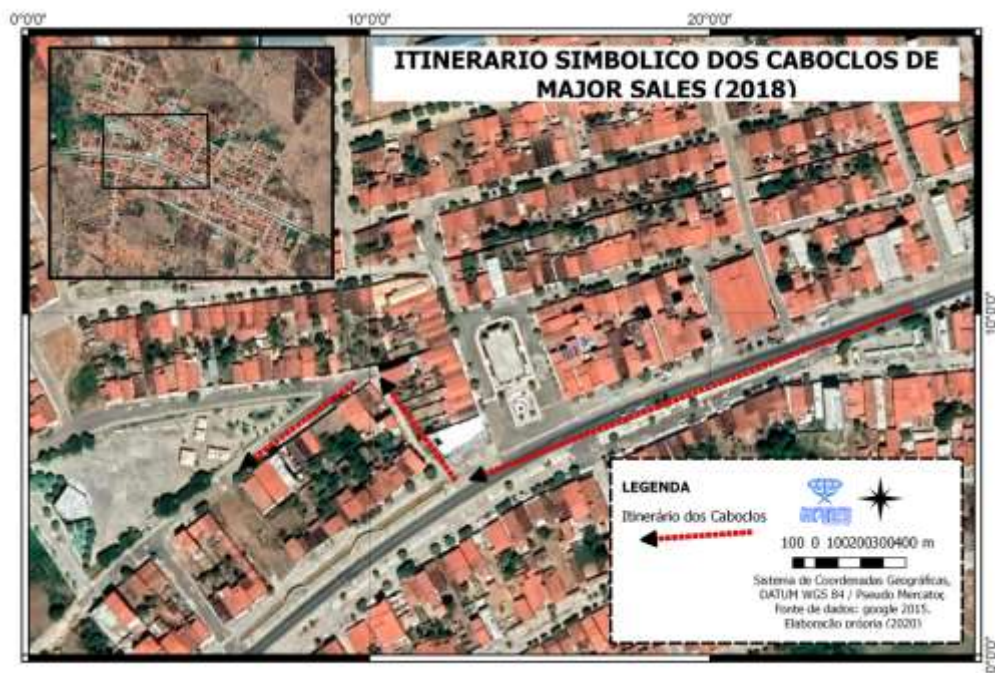 0°0'0" 10°0'0" 20°0'0"
ITINERARIO SIMBOLICO DOS CABOCLOS DE
MAJOR SALES (2018)
10°0'0"
LEGENDA
Itinerário dos Caboclos
100 0 100200300400 m
Sistema de Coordenadas Geográficas,
DATUM WGS 84 / Pseudo Mercator,
Fonte de dados: google 2015.
Elaboração própria (2020)
0°0'0"